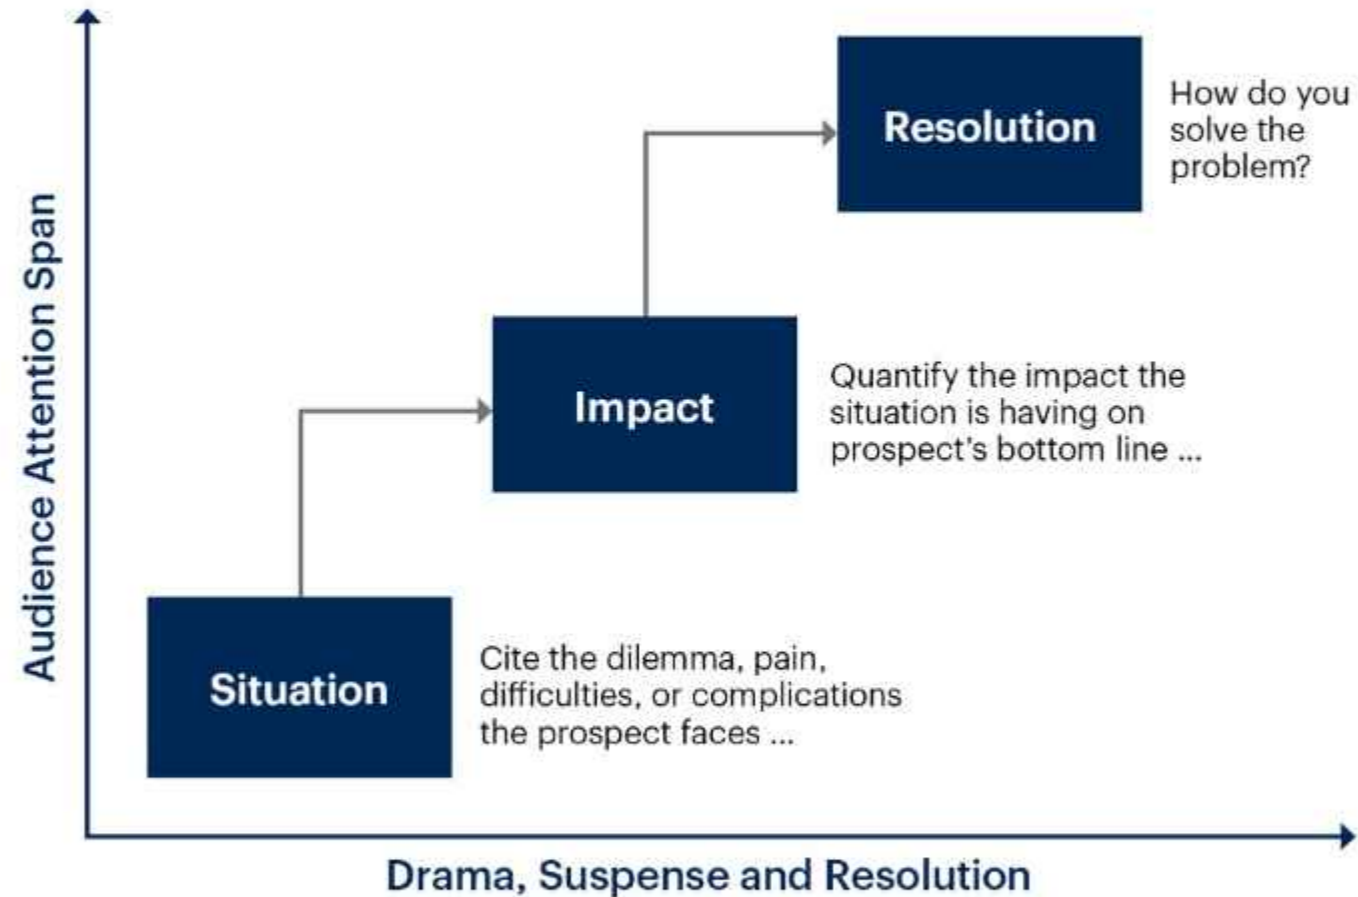 Audience Attention Span
Resolution
How do you
solve the
problem?
Impact
Quantify the impact the
situation is having on
prospect's bottom line ...
Situation
Cite the dilemma, pain,
difficulties, or complications
the prospect faces ...
Drama, Suspense and Resolution